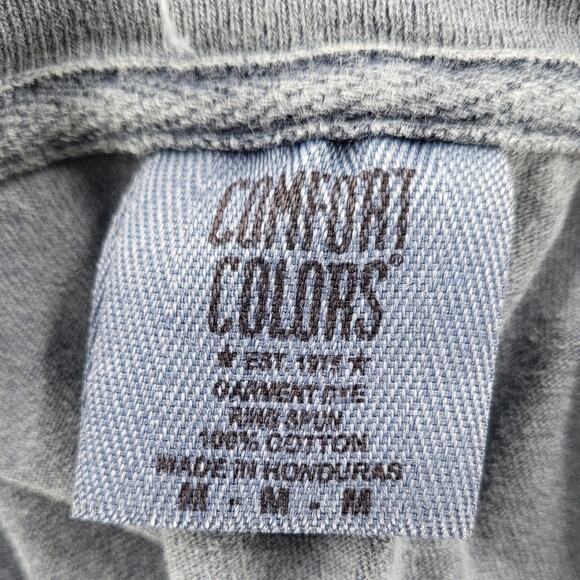 COMFORT
COLORS®
★ EST. 1975 ★
GARMENT DYE
RING SPUN
100% COTTON
MADE IN HONDURAS
M - M - M